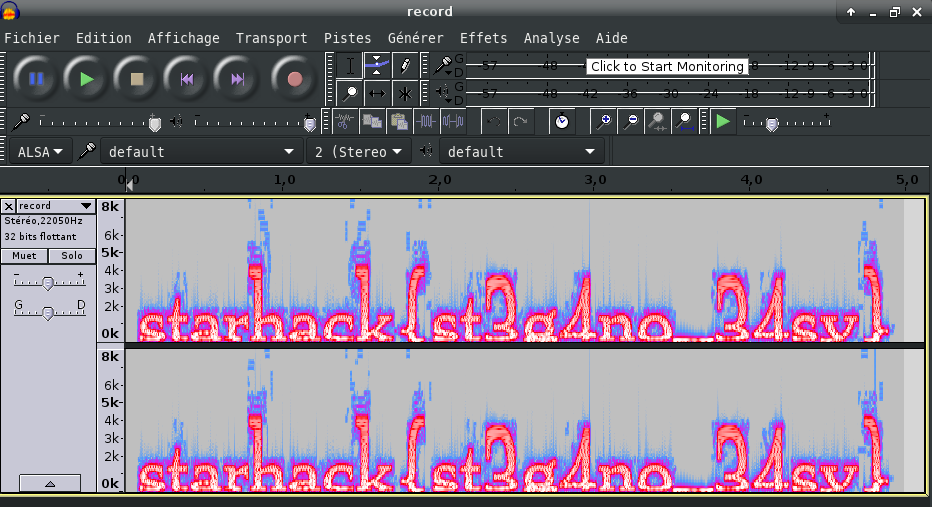 record
Fichier Edition Affichage Transport Pistes Générer Effets Analyse Aide
G D -57 -48 -42 Click to Start Monitoring -18 -12 -9 -6 -3 0
G D -57 -48 -42 -36 -30 -24 -18 -12 -9 -6 -3 0
ALSA default 2 (Stereo default
0,0 1,0 2,0 3,0 4,0 5,0
record
Stéréo,22050Hz
32 bits flottant
Muet Solo
- +
G D
8k
6k
5k
4k
3k
2k
0k
starhack{st3g4no_34sy}
8k
6k
5k
4k
3k
2k
0k
starhack{st3g4no_34sy}